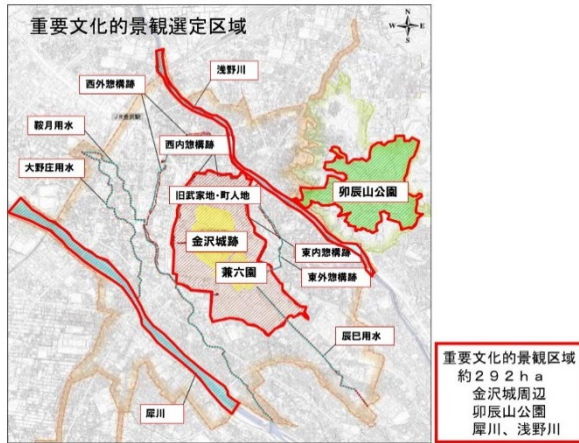 重要文化的景観選定区域
N
W E
S
浅野川
西外惣構跡
JR金沢駅
鞍月用水
西内惣構跡
大野庄用水
旧武家地・町人地
卯辰山公園
金沢城跡
東内惣構跡
兼六園
東外惣構跡
辰巳用水
犀川
重要文化的景観区域
約292ha
金沢城周辺
卯辰山公園
犀川、浅野川